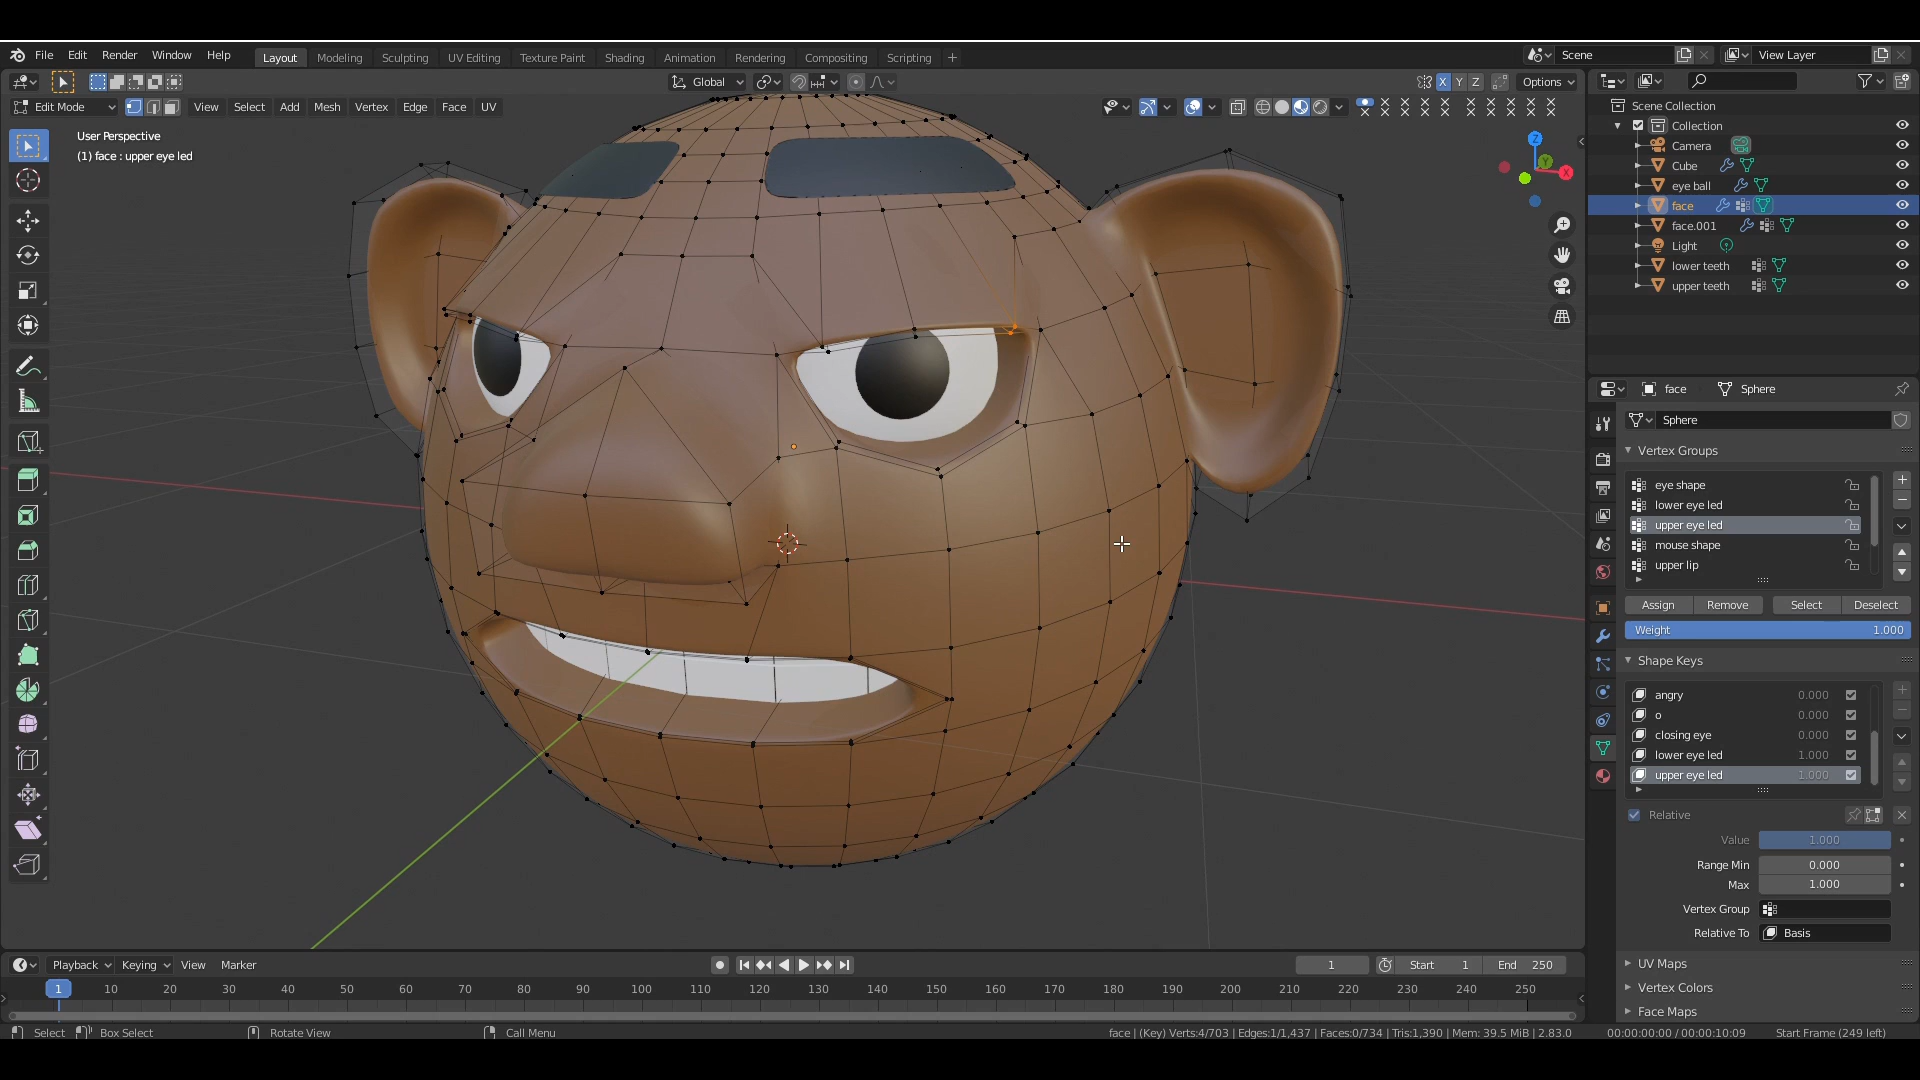 File Edit Render Window Help Layout Modeling Sculpting UV Editing Texture Paint Shading Animation Rendering Compositing Scripting + Scene View Layer
Global X Y Z Options
Edit Mode View Select Add Mesh Vertex Edge Face UV
User Perspective
(1) face : upper eye led
Z
Y
X
Scene Collection
Collection
Camera
Cube
eye ball
face
face.001
Light
lower teeth
upper teeth
face Sphere
Sphere
Vertex Groups
eye shape
lower eye led
upper eye led
mouse shape
upper lip
Assign Remove Select Deselect
Weight 1.000
Shape Keys
angry 0.000
o 0.000
closing eye 0.000
lower eye led 1.000
upper eye led 1.000
Relative
Value 1.000
Range Min 0.000
Max 1.000
Vertex Group
Relative To Basis
UV Maps
Vertex Colors
Face Maps
Playback Keying View Marker 1 Start 1 End 250
1 10 20 30 40 50 60 70 80 90 100 110 120 130 140 150 160 170 180 190 200 210 220 230 240 250
Select Box Select Rotate View Call Menu face | (Key) Verts:4/703 | Edges:1/1,437 | Faces:0/734 | Tris:1,390 | Mem: 39.5 MiB | 2.83.0 00:00:00:00 / 00:00:10:09 Start Frame (249 left)